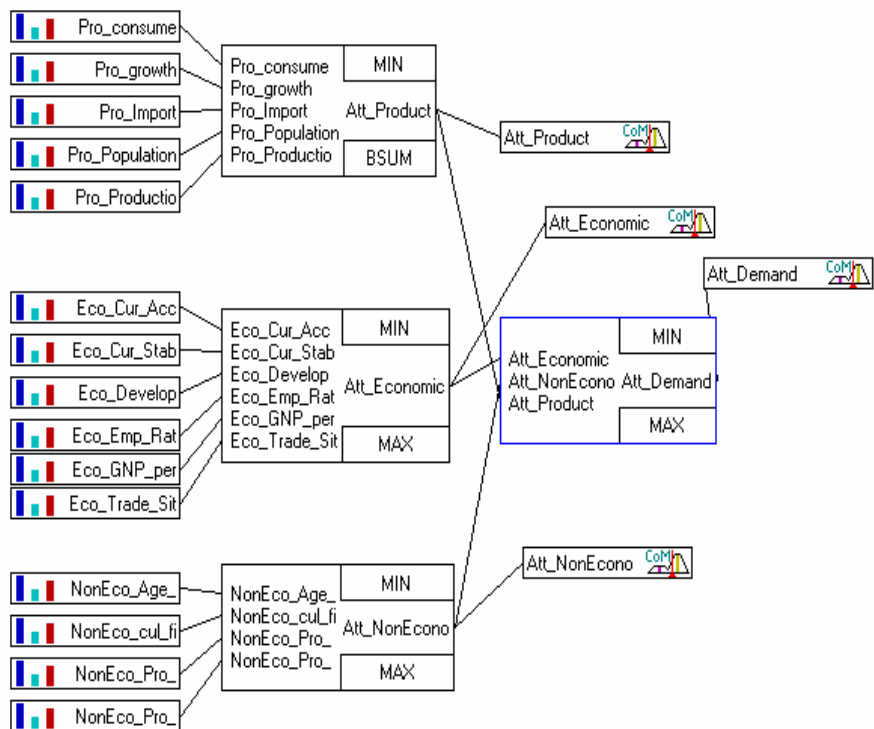 Pro_consume
Pro_growth
Pro_Import
Pro_Population
Pro_Productio
Pro_consume
Pro_growth
Pro_Import
Pro_Population
Pro_Productio
MIN
Att_Product
BSUM
Att_Product
CoM
Att_Economic
CoM
Att_Demand
CoM
Eco_Cur_Acc
Eco_Cur_Stab
Eco_Develop
Eco_Emp_Rat
Eco_GNP_per
Eco_Trade_Sit
Eco_Cur_Acc
Eco_Cur_Stab
Eco_Develop
Eco_Emp_Rat
Eco_GNP_per
Eco_Trade_Sit
MIN
Att_Economic
MAX
Att_Economic
Att_NonEcono
Att_Product
MIN
Att_Demand
MAX
NonEco_Age_
NonEco_cul_fi
NonEco_Pro_
NonEco_Pro_
NonEco_Age_
NonEco_cul_fi
NonEco_Pro_
NonEco_Pro_
MIN
Att_NonEcono
MAX
Att_NonEcono
CoM